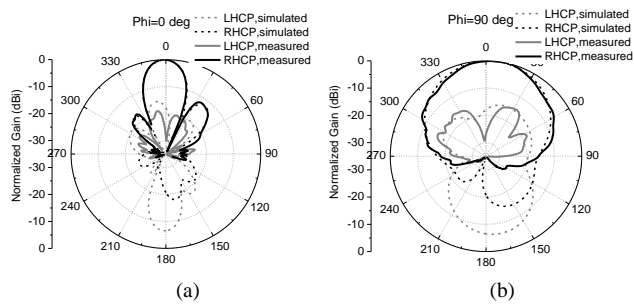 Phi=0 deg
LHCP,simulated
RHCP,simulated
LHCP,measured
RHCP,measured
Normalized Gain (dBi)
0
-10
-20
-30
-30
-20
-10
0
0
330
300
270
240
210
180
150
120
90
60
(a)
Phi=90 deg
LHCP,simulated
RHCP,simulated
LHCP,measured
RHCP,measured
Normalized Gain (dBi)
0
-10
-20
-30
-30
-20
-10
0
0
330
300
270
240
210
180
150
120
90
60
(b)